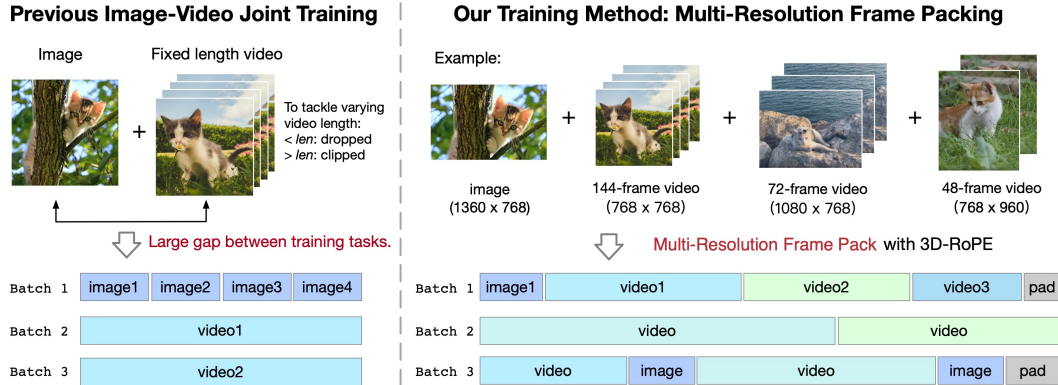 Previous Image-Video Joint Training
Image
Fixed length video
+
To tackle varying
video length:
< len: dropped
> len: clipped
Large gap between training tasks.
Batch 1
image1
image2
image3
image4
Batch 2
video1
Batch 3
video2
Our Training Method: Multi-Resolution Frame Packing
Example:
+
+
+
image
(1360 x 768)
144-frame video
(768 x 768)
72-frame video
(1080 x 768)
48-frame video
(768 x 960)
Multi-Resolution Frame Pack with 3D-RoPE
Batch 1
image1
video1
video2
video3
pad
Batch 2
video
video
Batch 3
video
image
video
image
pad